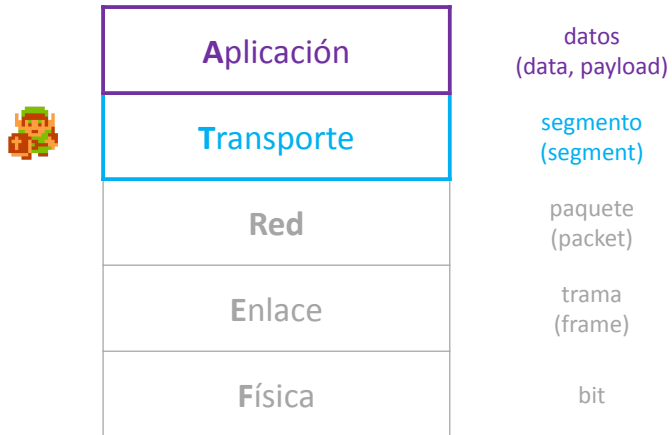 Aplicación
datos
(data, payload)
Transporte
segmento
(segment)
Red
paquete
(packet)
Enlace
trama
(frame)
Física
bit